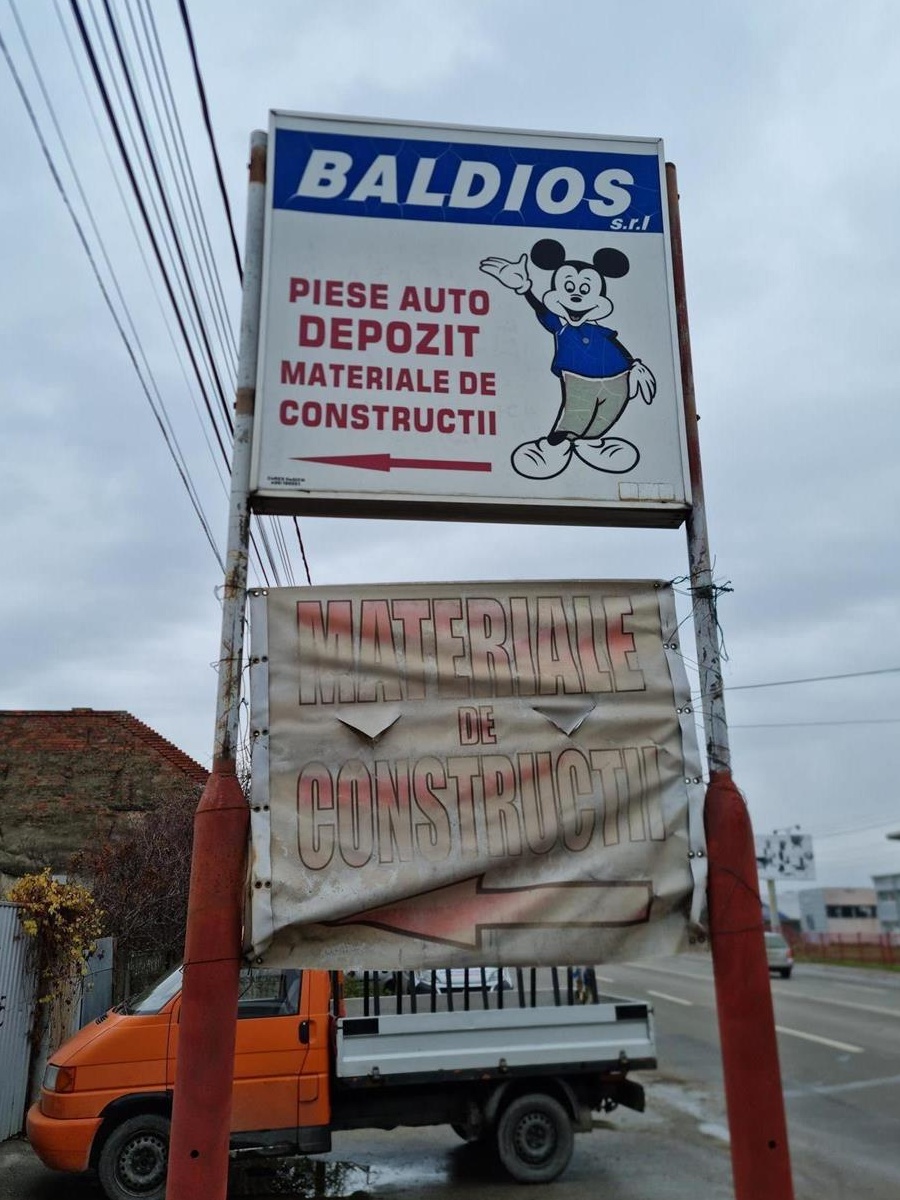 BALDIOS
s.r.l
PIESE AUTO
DEPOZIT
MATERIALE DE
CONSTRUCTII
MATERIALE
DE
CONSTRUCTII